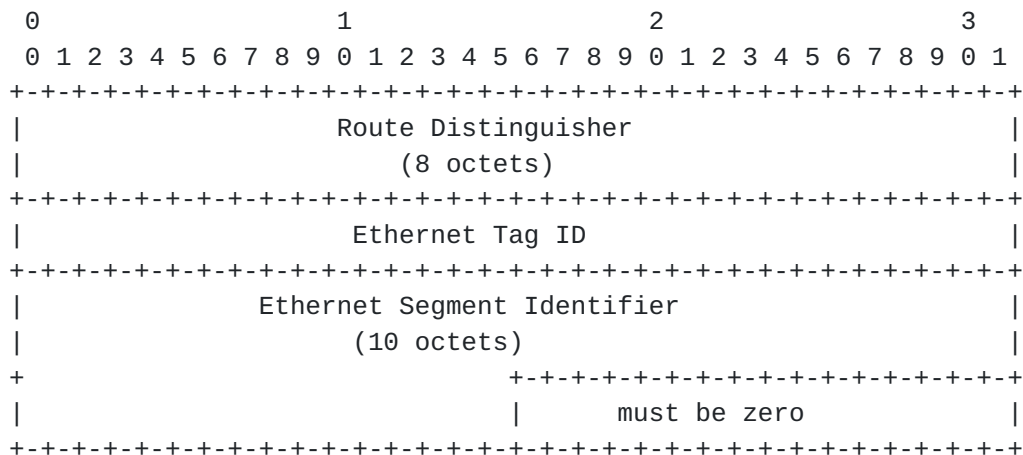 0                   1                   2                   3
 0 1 2 3 4 5 6 7 8 9 0 1 2 3 4 5 6 7 8 9 0 1 2 3 4 5 6 7 8 9 0 1
+-+-+-+-+-+-+-+-+-+-+-+-+-+-+-+-+-+-+-+-+-+-+-+-+-+-+-+-+-+-+-+-+
|                    Route Distinguisher                        |
|                        (8 octets)                             |
+-+-+-+-+-+-+-+-+-+-+-+-+-+-+-+-+-+-+-+-+-+-+-+-+-+-+-+-+-+-+-+-+
|                     Ethernet Tag ID                           |
+-+-+-+-+-+-+-+-+-+-+-+-+-+-+-+-+-+-+-+-+-+-+-+-+-+-+-+-+-+-+-+-+
|               Ethernet Segment Identifier                     |
|                     (10 octets)                               |
+                               +-+-+-+-+-+-+-+-+-+-+-+-+-+-+-+-+
|                               |      must be zero             |
+-+-+-+-+-+-+-+-+-+-+-+-+-+-+-+-+-+-+-+-+-+-+-+-+-+-+-+-+-+-+-+-+